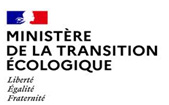 MINISTÈRE
DE LA TRANSITION
ÉCOLOGIQUE
Liberté
Égalité
Fraternité